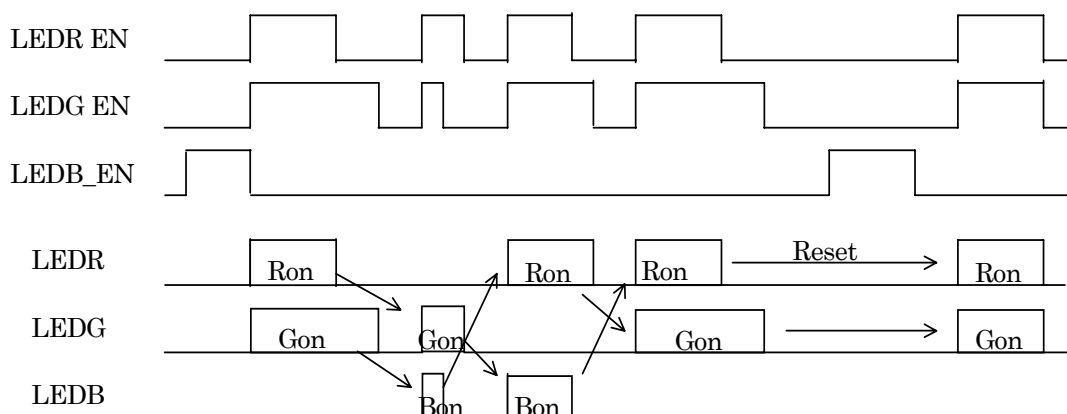 LEDR EN
LEDG EN
LEDB_EN
LEDR Ron Ron Ron Reset Ron
LEDG Gon Gon Gon Gon
LEDB Bon Bon